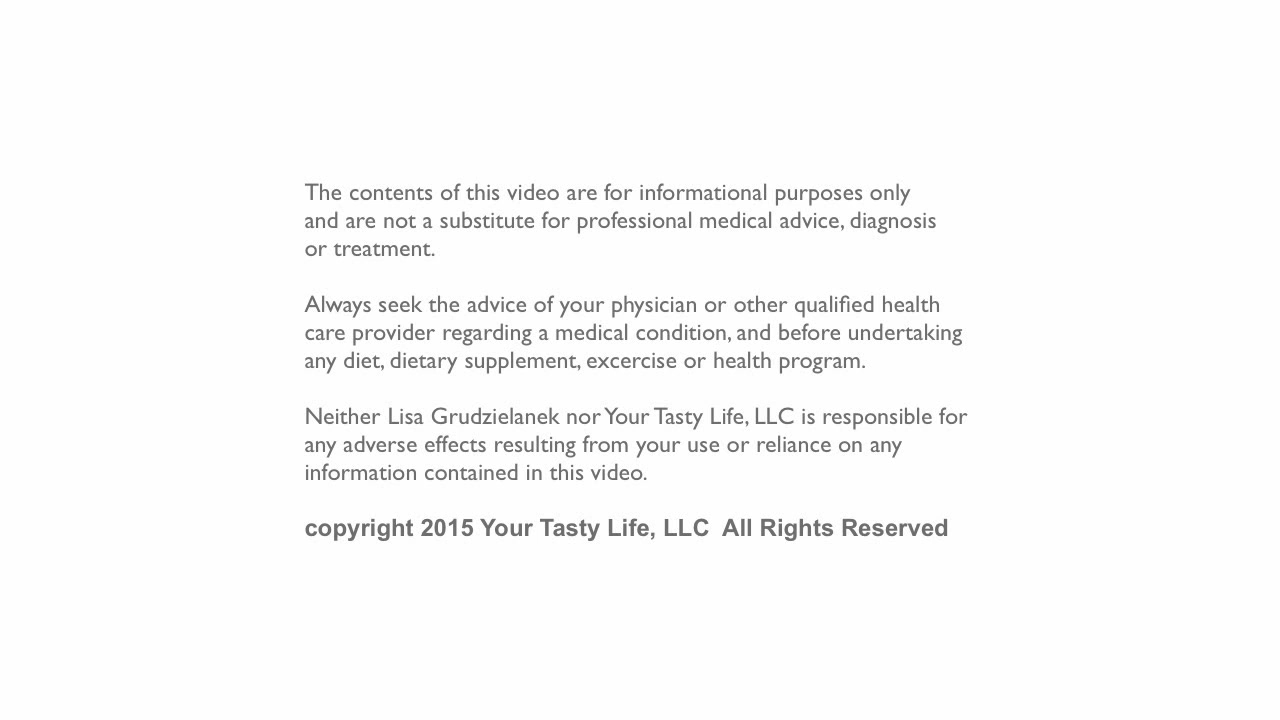 The contents of this video are for informational purposes only
and are not a substitute for professional medical advice, diagnosis
or treatment.
Always seek the advice of your physician or other qualified health
care provider regarding a medical condition, and before undertaking
any diet, dietary supplement, excercise or health program.
Neither Lisa Grudzielanek nor Your Tasty Life, LLC is responsible for
any adverse effects resulting from your use or reliance on any
information contained in this video.
copyright 2015 Your Tasty Life, LLC  All Rights Reserved